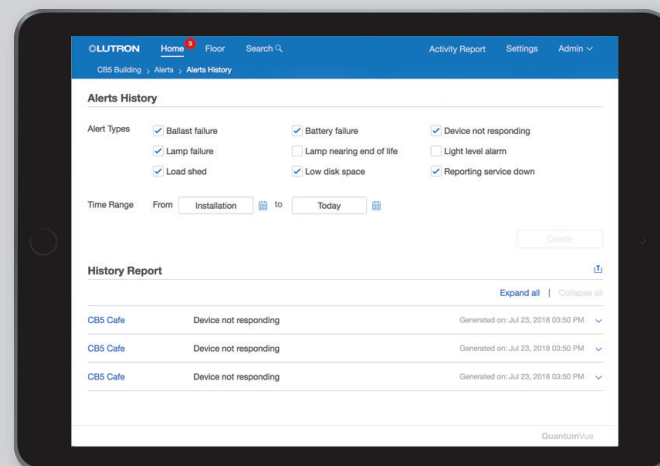 LUTRON Home 3 Floor Search Activity Report Settings Admin
CB5 Building > Alerts > Alerts History
Alerts History
Alert Types Ballast failure Battery failure Device not responding
Lamp failure Lamp nearing end of life Light level alarm
Load shed Low disk space Reporting service down
Time Range From Installation to Today
Create
History Report
Expand all | Collapse all
CB5 Cafe Device not responding Generated on: Jul 23, 2018 03:50 PM
CB5 Cafe Device not responding Generated on: Jul 23, 2018 03:50 PM
CB5 Cafe Device not responding Generated on: Jul 23, 2018 03:50 PM
QuantumVue